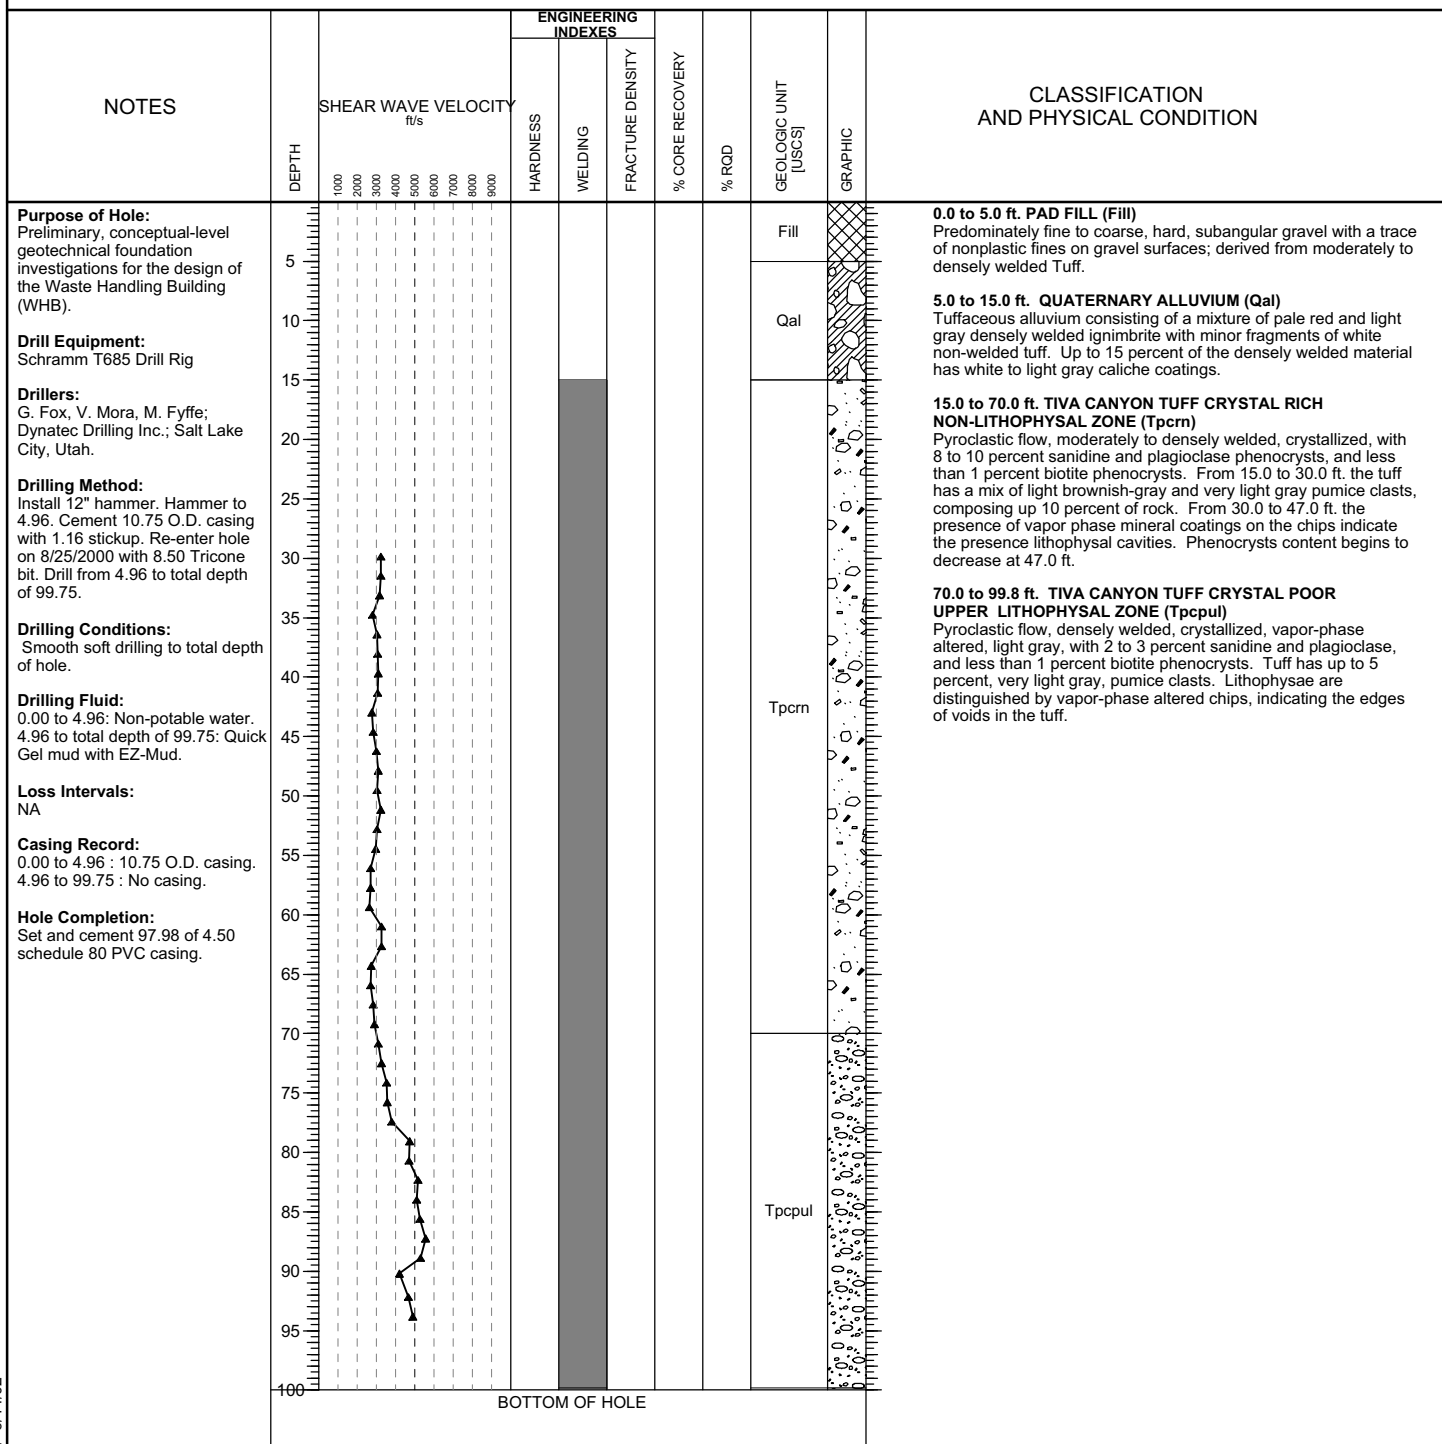 NOTES
DEPTH
SHEAR WAVE VELOCITY
ft/s
1000
2000
3000
4000
5000
6000
7000
8000
9000
ENGINEERING
INDEXES
HARDNESS
WELDING
FRACTURE DENSITY
% CORE RECOVERY
% RQD
GEOLOGIC UNIT
[USCS]
GRAPHIC
CLASSIFICATION
AND PHYSICAL CONDITION
Purpose of Hole:
Preliminary, conceptual-level
geotechnical foundation
investigations for the design of
the Waste Handling Building
(WHB).
Drill Equipment:
Schramm T685 Drill Rig
Drillers:
G. Fox, V. Mora, M. Fyffe;
Dynatec Drilling Inc.; Salt Lake
City, Utah.
Drilling Method:
Install 12" hammer. Hammer to
4.96. Cement 10.75 O.D. casing
with 1.16 stickup. Re-enter hole
on 8/25/2000 with 8.50 Tricone
bit. Drill from 4.96 to total depth
of 99.75.
Drilling Conditions:
Smooth soft drilling to total depth
of hole.
Drilling Fluid:
0.00 to 4.96: Non-potable water.
4.96 to total depth of 99.75: Quick
Gel mud with EZ-Mud.
Loss Intervals:
NA
Casing Record:
0.00 to 4.96 : 10.75 O.D. casing.
4.96 to 99.75 : No casing.
Hole Completion:
Set and cement 97.98 of 4.50
schedule 80 PVC casing.
5
10
15
20
25
30
35
40
45
50
55
60
65
70
75
80
85
90
95
100
Fill
Qal
Tpcrn
Tpcpul
0.0 to 5.0 ft. PAD FILL (Fill)
Predominately fine to coarse, hard, subangular gravel with a trace
of nonplastic fines on gravel surfaces; derived from moderately to
densely welded Tuff.
5.0 to 15.0 ft. QUATERNARY ALLUVIUM (Qal)
Tuffaceous alluvium consisting of a mixture of pale red and light
gray densely welded ignimbrite with minor fragments of white
non-welded tuff. Up to 15 percent of the densely welded material
has white to light gray caliche coatings.
15.0 to 70.0 ft. TIVA CANYON TUFF CRYSTAL RICH
NON-LITHOPHYSAL ZONE (Tpcrn)
Pyroclastic flow, moderately to densely welded, crystallized, with
8 to 10 percent sanidine and plagioclase phenocrysts, and less
than 1 percent biotite phenocrysts. From 15.0 to 30.0 ft. the tuff
has a mix of light brownish-gray and very light gray pumice clasts,
composing up 10 percent of rock. From 30.0 to 47.0 ft. the
presence of vapor phase mineral coatings on the chips indicate
the presence lithophysal cavities. Phenocrysts content begins to
decrease at 47.0 ft.
70.0 to 99.8 ft. TIVA CANYON TUFF CRYSTAL POOR
UPPER LITHOPHYSAL ZONE (Tpcpul)
Pyroclastic flow, densely welded, crystallized, vapor-phase
altered, light gray, with 2 to 3 percent sanidine and plagioclase,
and less than 1 percent biotite phenocrysts. Tuff has up to 5
percent, very light gray, pumice clasts. Lithophysae are
distinguished by vapor-phase altered chips, indicating the edges
of voids in the tuff.
BOTTOM OF HOLE